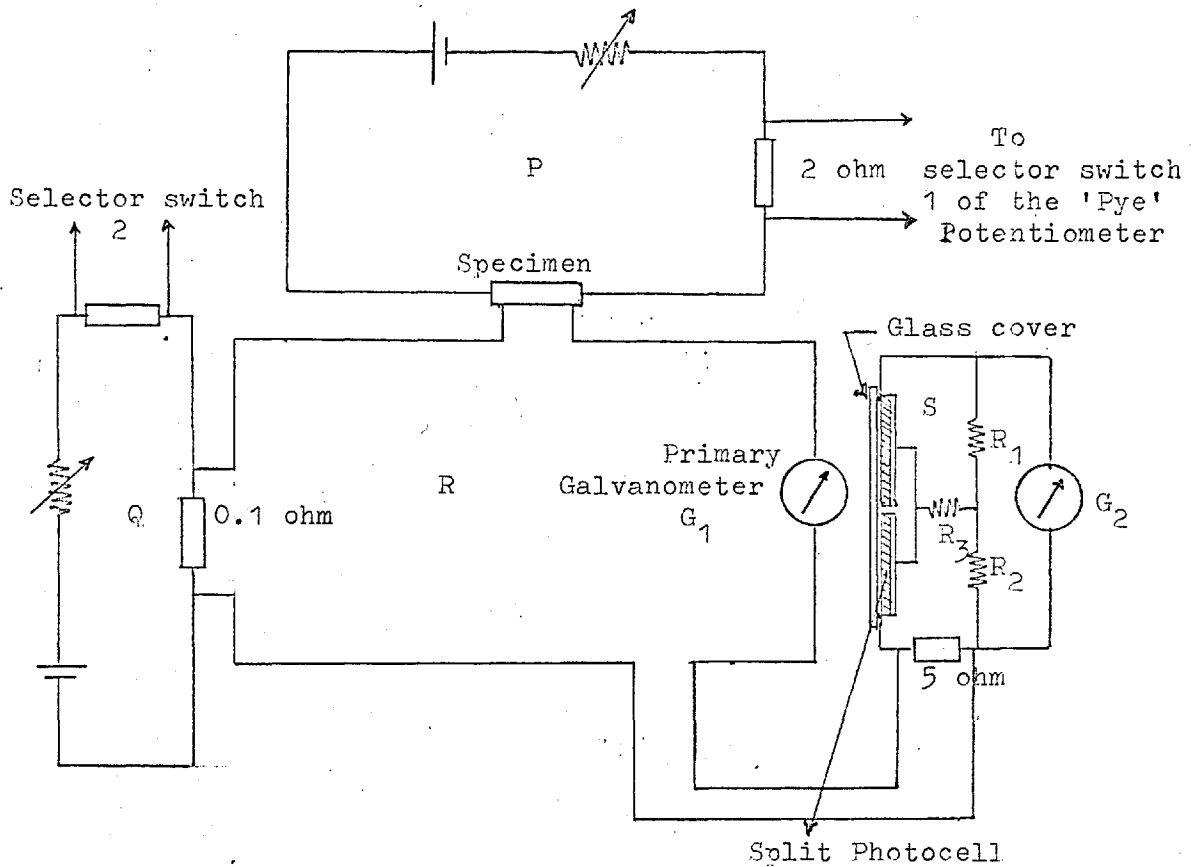 P
2 ohm
To
selector switch
1 of the 'Pye'
Potentiometer
Selector switch
2
Specimen
Glass cover
S
R1
Primary
Galvanometer
G1
R
Q
0.1 ohm
R3
G2
R2
5 ohm
Split Photocell